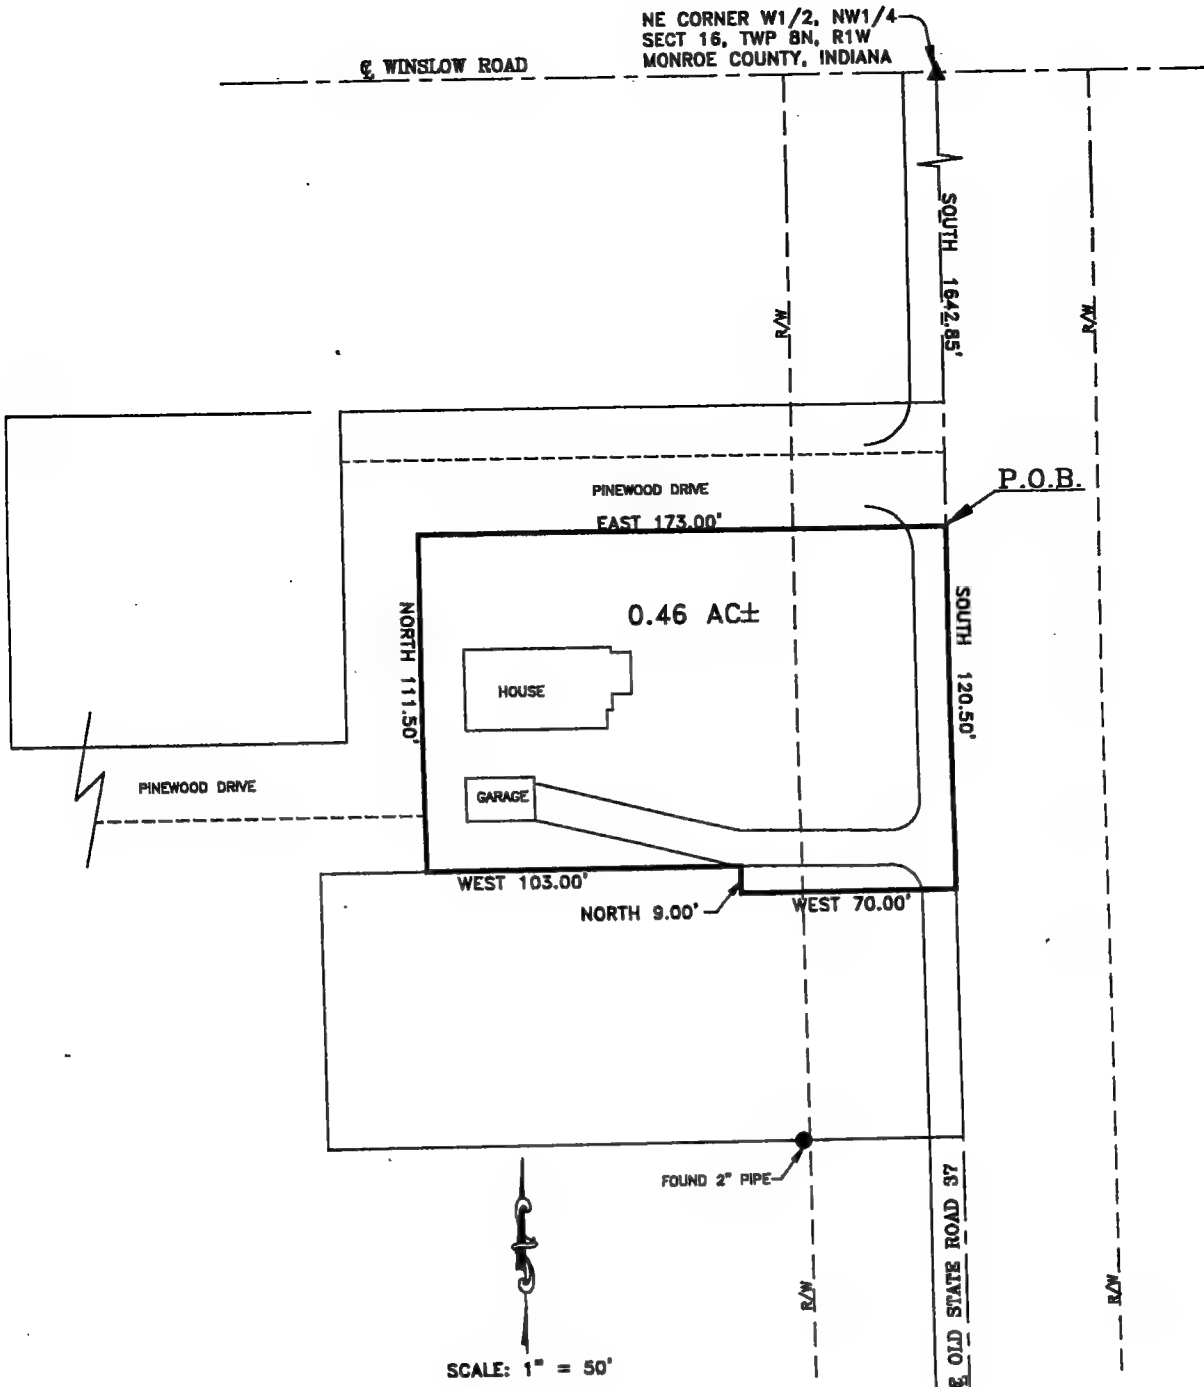 NE CORNER W1/2, NW1/4
SECT 16, TWP 8N, R1W
MONROE COUNTY, INDIANA
℄ WINSLOW ROAD
SOUTH 1642.85'
R/W
R/W
P.O.B.
PINEWOOD DRIVE
EAST 173.00'
0.46 AC±
NORTH 111.50'
SOUTH 120.50'
HOUSE
PINEWOOD DRIVE
GARAGE
WEST 103.00'
NORTH 9.00'
WEST 70.00'
FOUND 2" PIPE
℄ OLD STATE ROAD 37
R/W
R/W
SCALE: 1" = 50'